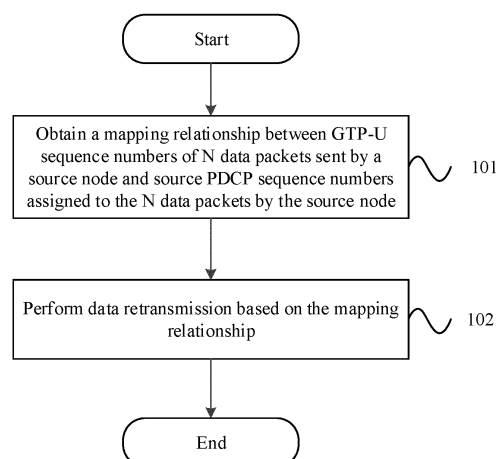 Start
Obtain a mapping relationship between GTP-U
sequence numbers of N data packets sent by a
source node and source PDCP sequence numbers
assigned to the N data packets by the source node
101
Perform data retransmission based on the mapping
relationship
102
End